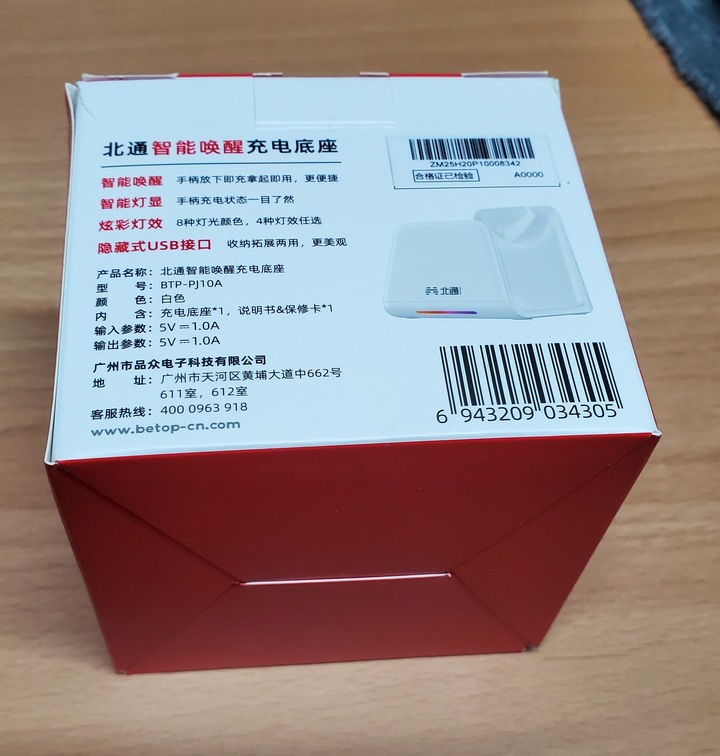 北通智能唤醒充电底座
智能唤醒 手柄放下即充拿起即用，更便捷
智能灯显 手柄充电状态一目了然
炫彩灯效 8种灯光颜色，4种灯效任选
隐藏式USB接口 收纳拓展两用，更美观
产品名称：北通智能唤醒充电底座
型 号：BTP-PJ10A
颜 色：白色
内 含：充电底座*1，说明书&保修卡*1
输入参数：5V⎓1.0A
输出参数：5V⎓1.0A
广州市品众电子科技有限公司
地 址：广州市天河区黄埔大道中662号
611室，612室
客服热线：400 0963 918
www.betop-cn.com
ZM25H20P10008342
合格证已检验 A0000
北通
6 943209 034305